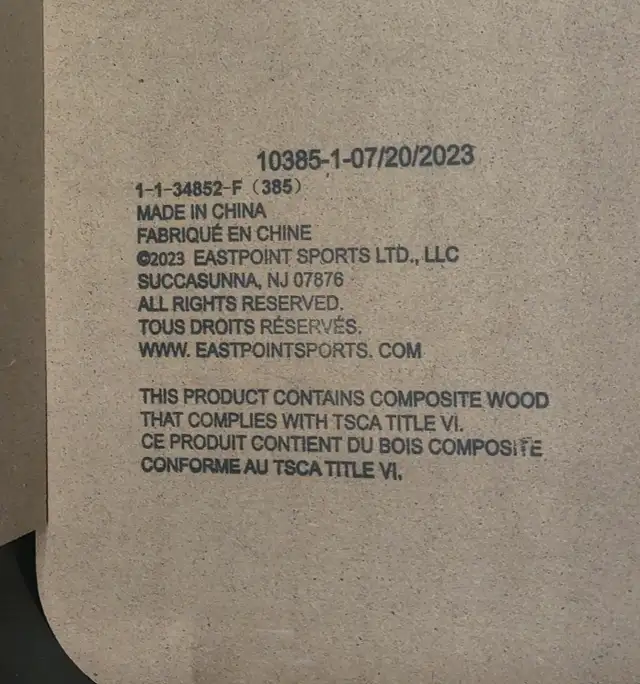 10385-1-07/20/2023
1-1-34852-F (385)
MADE IN CHINA
FABRIQUÉ EN CHINE
©2023 EASTPOINT SPORTS LTD., LLC
SUCCASUNNA, NJ 07876
ALL RIGHTS RESERVED.
TOUS DROITS RÉSERVÉS.
WWW. EASTPOINTSPORTS. COM
THIS PRODUCT CONTAINS COMPOSITE WOOD
THAT COMPLIES WITH TSCA TITLE VI.
CE PRODUIT CONTIENT DU BOIS COMPOSITE
CONFORME AU TSCA TITLE VI.